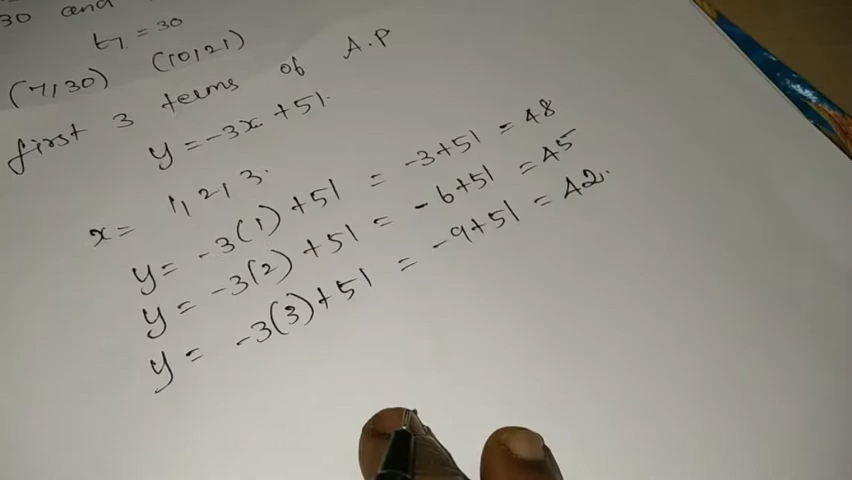 30 and
t7 = 30
(7,30) (10,21)
first 3 terms of A.P
y = -3x + 51.
x = 1, 2, 3.
y = -3(1) + 51 = -3+51 = 48
y = -3(2) + 51 = -6+51 = 45
y = -3(3) + 51 = -9+51 = 42.